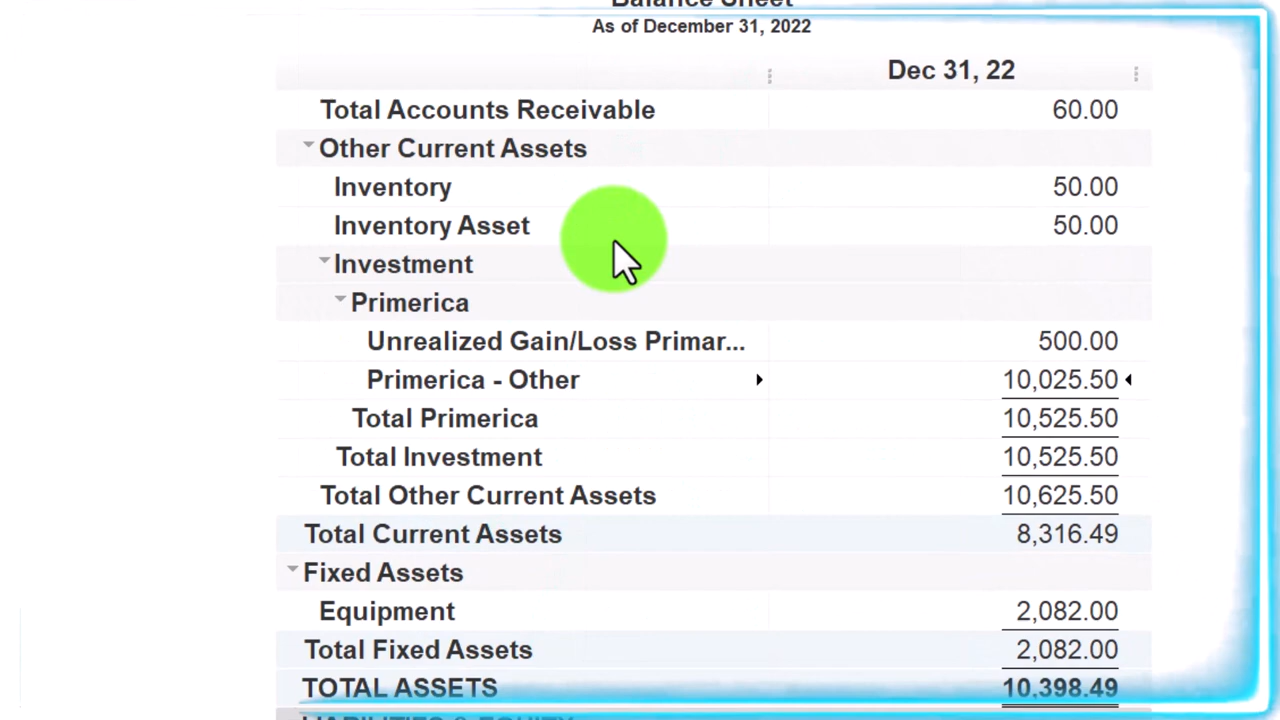 Balance Sheet
As of December 31, 2022
Dec 31, 22
Total Accounts Receivable 60.00
Other Current Assets
Inventory 50.00
Inventory Asset 50.00
Investment
Primerica
Unrealized Gain/Loss Primar... 500.00
Primerica - Other 10,025.50
Total Primerica 10,525.50
Total Investment 10,525.50
Total Other Current Assets 10,625.50
Total Current Assets 8,316.49
Fixed Assets
Equipment 2,082.00
Total Fixed Assets 2,082.00
TOTAL ASSETS 10,398.49
LIABILITIES & EQUITY